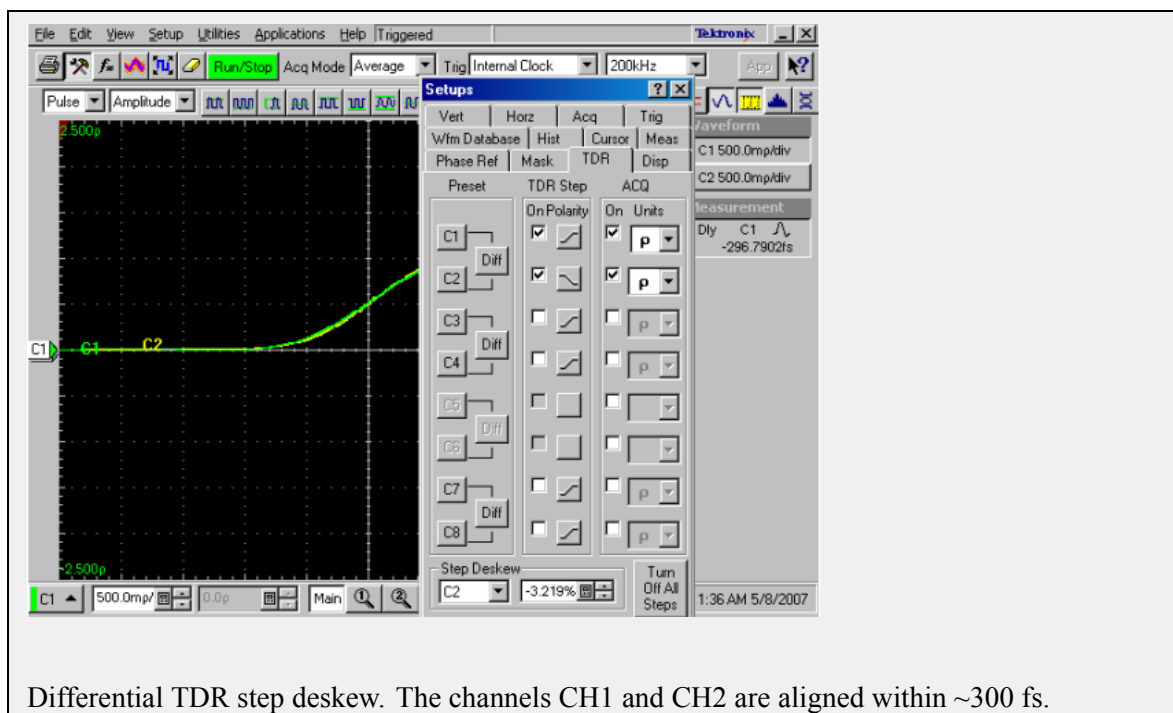 File Edit View Setup Utilities Applications Help Triggered Tektronix
Run/Stop Acq Mode Average Trig Internal Clock 200kHz App
Pulse Amplitude
Setups
Vert Horz Acq Trig
Wfm Database Hist Cursor Meas
Phase Ref Mask TDR Disp
Preset TDR Step ACQ
On Polarity On Units
C1 ρ
Diff
C2 ρ
C3 ρ
Diff
C4 ρ
C5
Diff
C6
C7 ρ
Diff
C8 ρ
Step Deskew
C2 -3.219%
Turn
Off All
Steps
2.500ρ
C1 C1 C2
-2.500ρ
Waveform
C1 500.0mρ/div
C2 500.0mρ/div
Measurement
Dly C1
-296.7902fs
C1 500.0mρ/ 0.0ρ Main 1 2 1:36 AM 5/8/2007
Differential TDR step deskew. The channels CH1 and CH2 are aligned within ~300 fs.